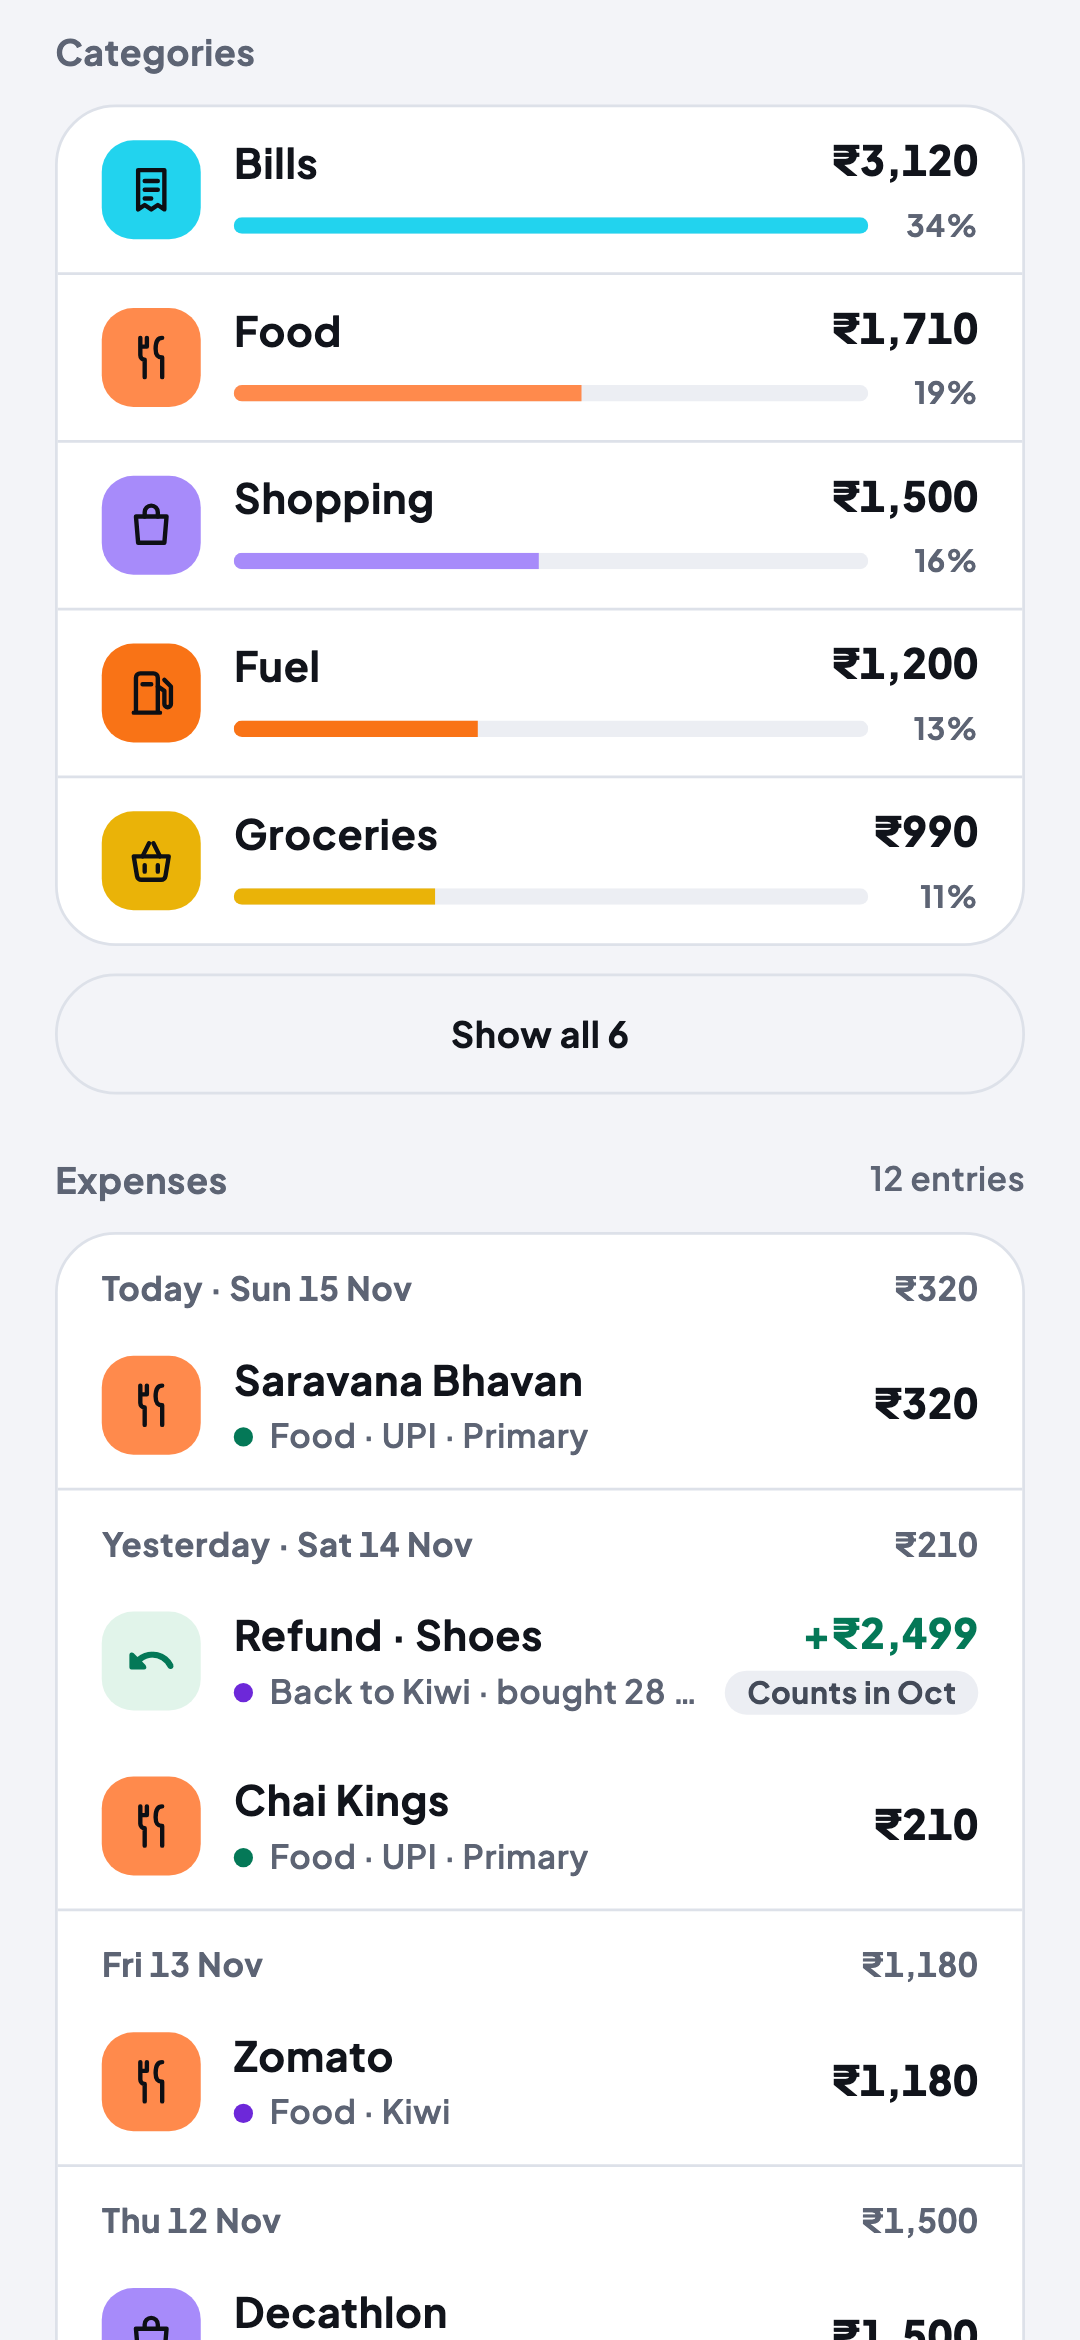 Categories
Bills ₹3,120
34%
Food ₹1,710
19%
Shopping ₹1,500
16%
Fuel ₹1,200
13%
Groceries ₹990
11%
Show all 6
Expenses 12 entries
Today · Sun 15 Nov ₹320
Saravana Bhavan ₹320
Food · UPI · Primary
Yesterday · Sat 14 Nov ₹210
Refund · Shoes +₹2,499
Back to Kiwi · bought 28 … Counts in Oct
Chai Kings ₹210
Food · UPI · Primary
Fri 13 Nov ₹1,180
Zomato ₹1,180
Food · Kiwi
Thu 12 Nov ₹1,500
Decathlon ₹1,500